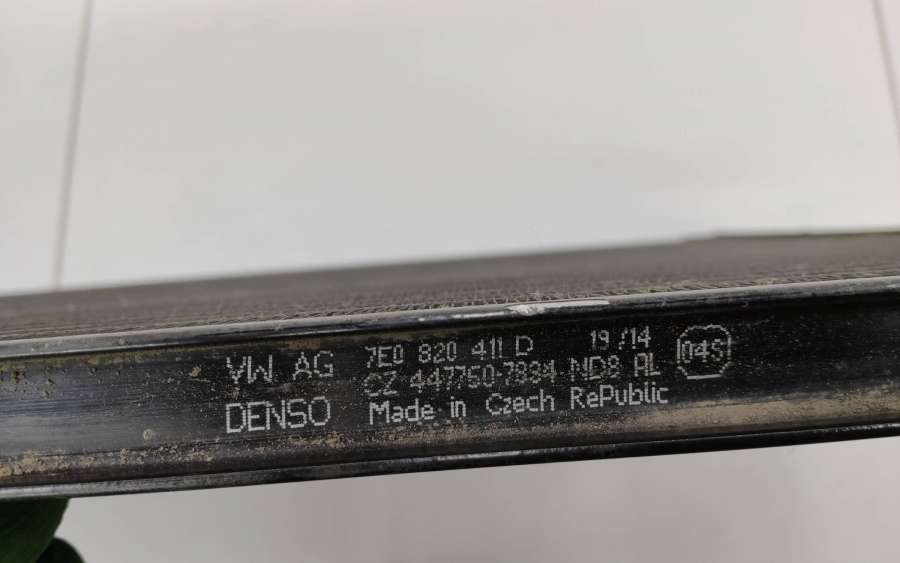 VW AG 7E0 820 411 D 19/14
CZ 447750-7894 ND8 AL 04S
DENSO Made in Czech RePublic